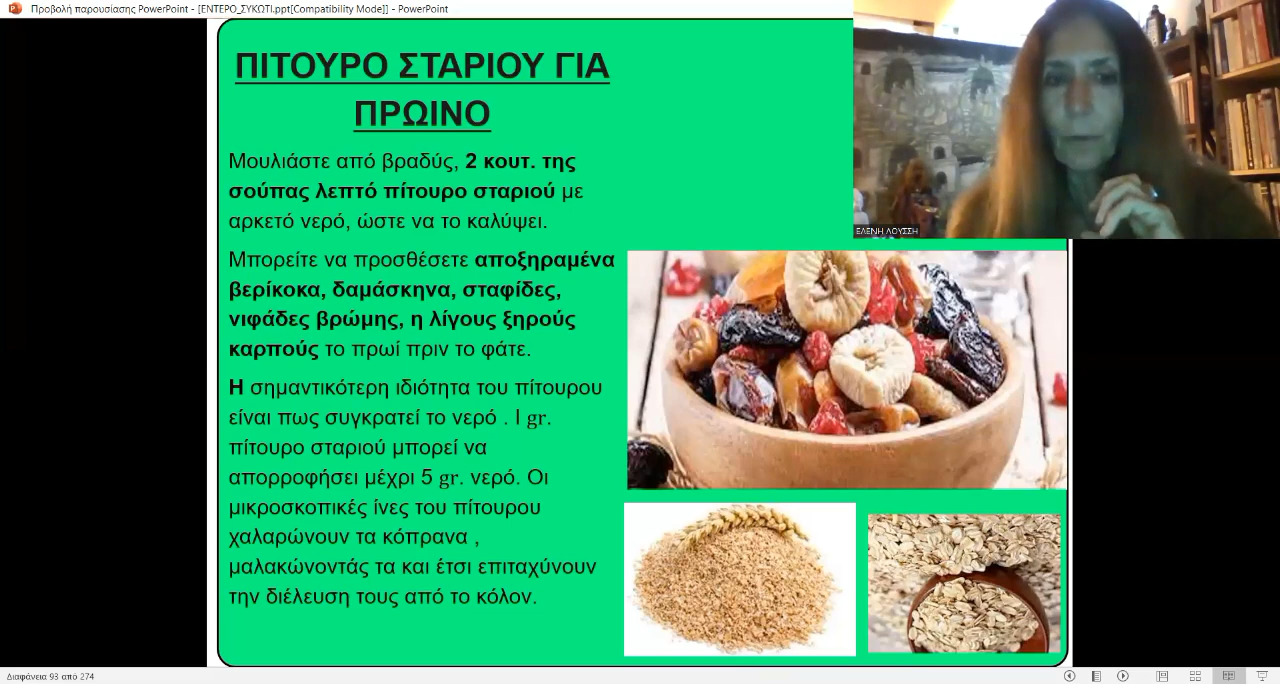 Προβολή παρουσίασης PowerPoint - [ΕΝΤΕΡΟ_ΣΥΚΩΤΙ.ppt[Compatibility Mode]] - PowerPoint
ΠΙΤΟΥΡΟ ΣΤΑΡΙΟΥ ΓΙΑ
ΠΡΩΙΝΟ
Μουλιάστε από βραδύς, 2 κουτ. της
σούπας λεπτό πίτουρο σταριού με
αρκετό νερό, ώστε να το καλύψει.
Μπορείτε να προσθέσετε αποξηραμένα
βερίκοκα, δαμάσκηνα, σταφίδες,
νιφάδες βρώμης, η λίγους ξηρούς
καρπούς το πρωί πριν το φάτε.
Η σημαντικότερη ιδιότητα του πίτουρου
είναι πως συγκρατεί το νερό . Ι gr.
πίτουρο σταριού μπορεί να
απορροφήσει μέχρι 5 gr. νερό. Οι
μικροσκοπικές ίνες του πίτουρου
χαλαρώνουν τα κόπρανα ,
μαλακώνοντάς τα και έτσι επιταχύνουν
την διέλευση τους από το κόλον.
ΕΛΕΝΗ ΛΟΥΣΣΗ
Διαφάνεια 93 από 274